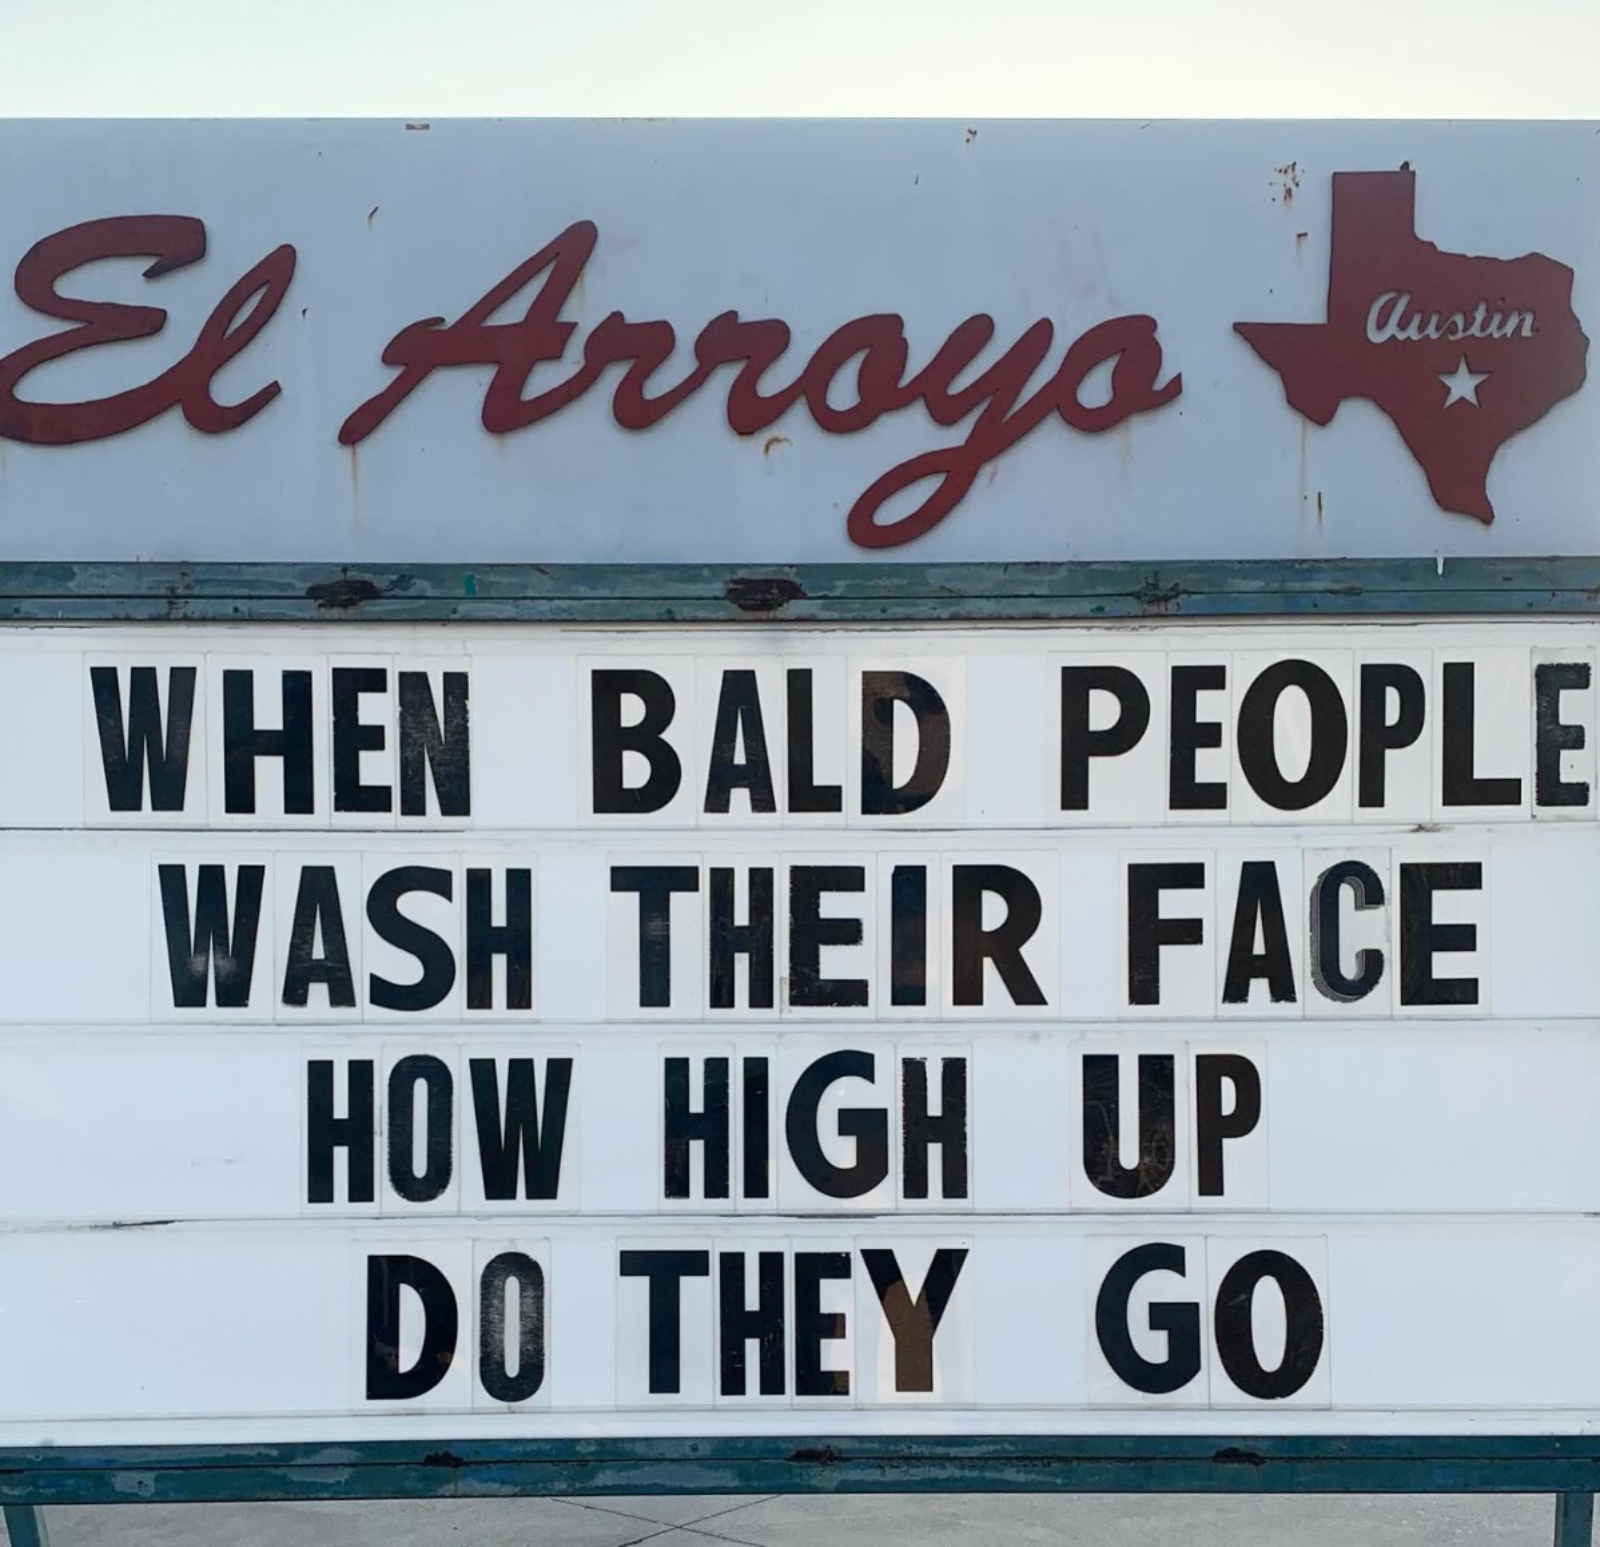 El Arroyo
Austin
WHEN BALD PEOPLE
WASH THEIR FACE
HOW HIGH UP
DO THEY GO